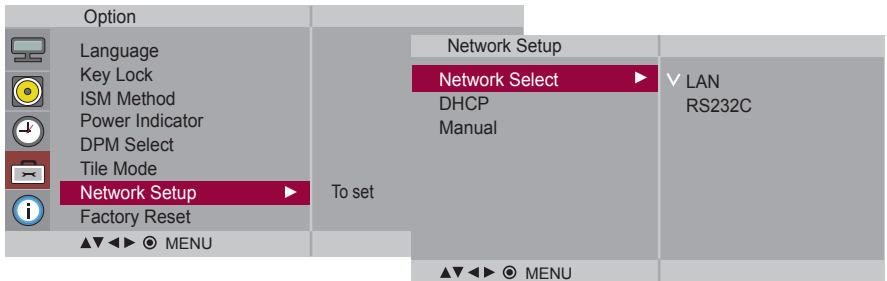 Option
Language
Key Lock
ISM Method
Power Indicator
DPM Select
Tile Mode
Network Setup ► To set
Factory Reset
▲▼◄► ◉ MENU
Network Setup
Network Select ► ✓ LAN
DHCP RS232C
Manual
▲▼◄► ◉ MENU